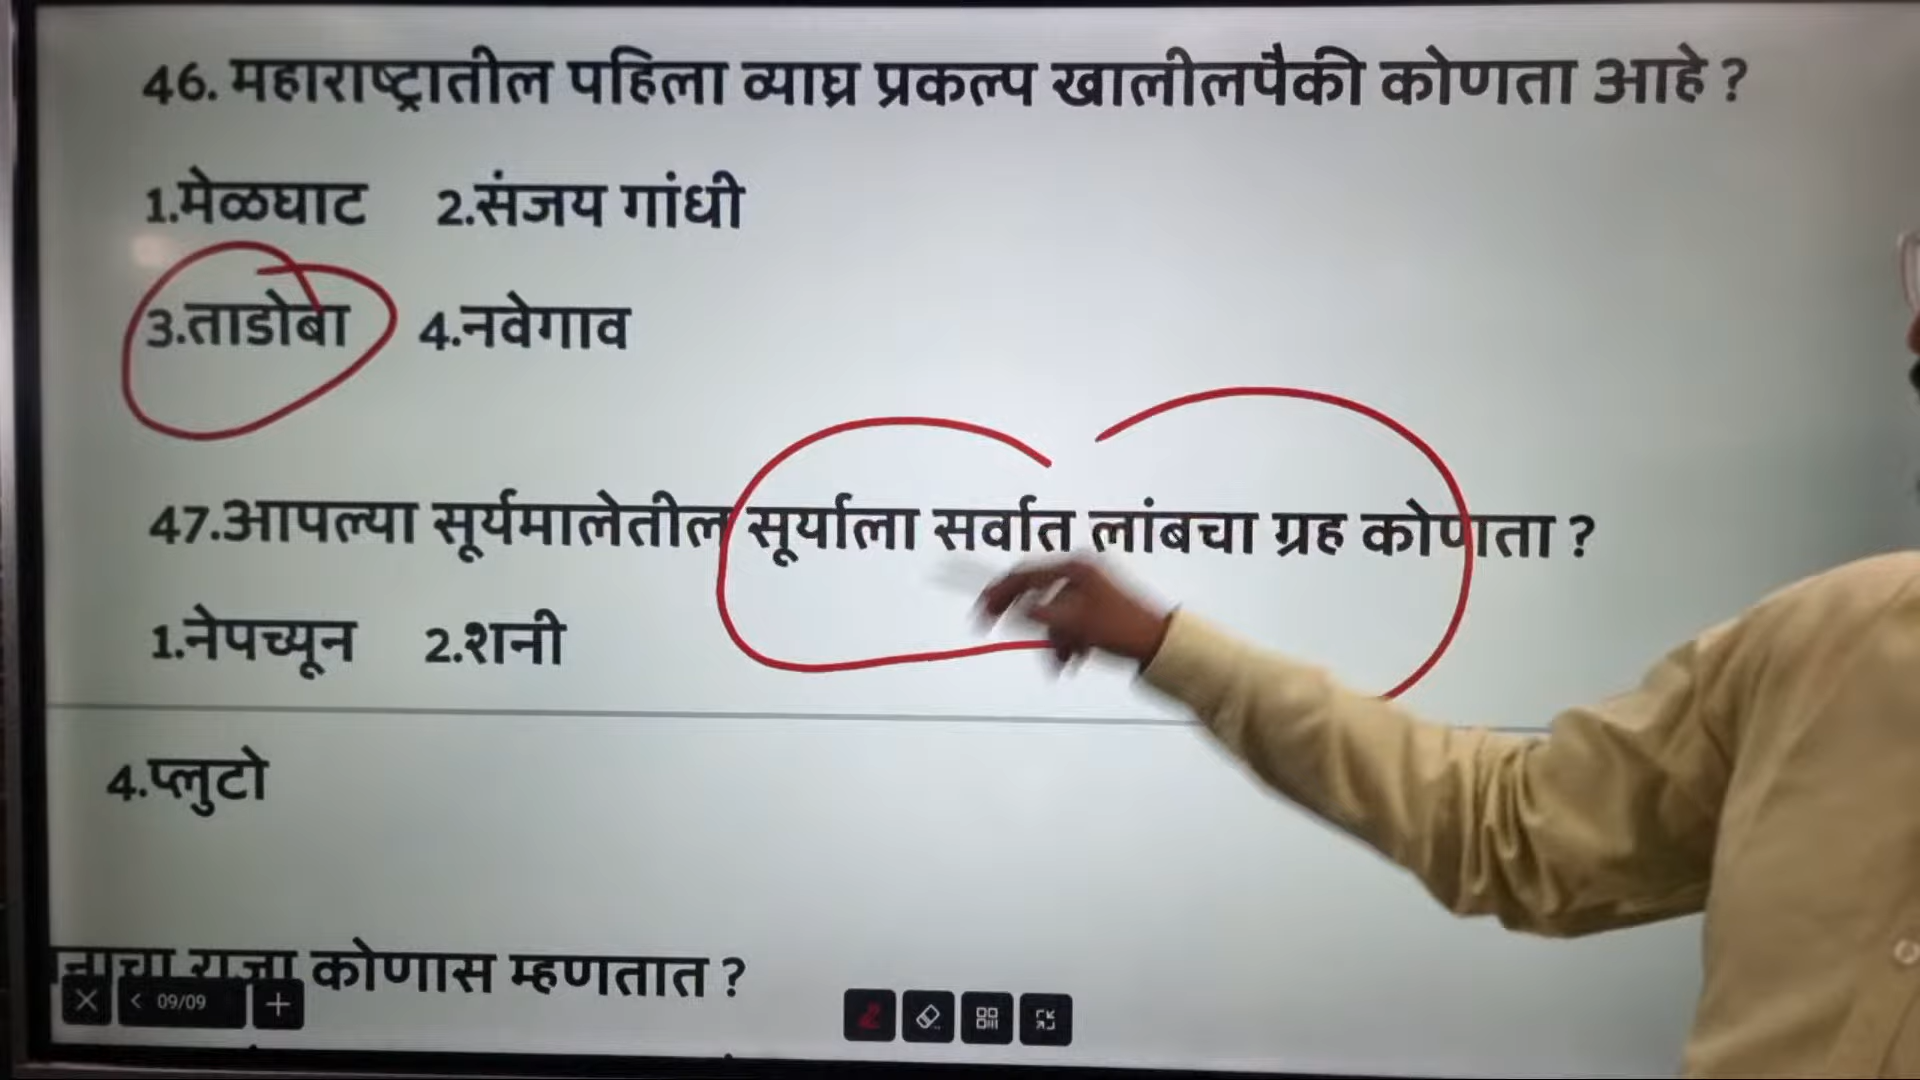 46. महाराष्ट्रातील पहिला व्याघ्र प्रकल्प खालीलपैकी कोणता आहे ?
1.मेळघाट 2.संजय गांधी
3.ताडोबा 4.नवेगाव
47.आपल्या सूर्यमालेतील सूर्याला सर्वात लांबचा ग्रह कोणता ?
1.नेपच्यून 2.शनी
4.प्लुटो
कोणास म्हणतात ?
09/09
2